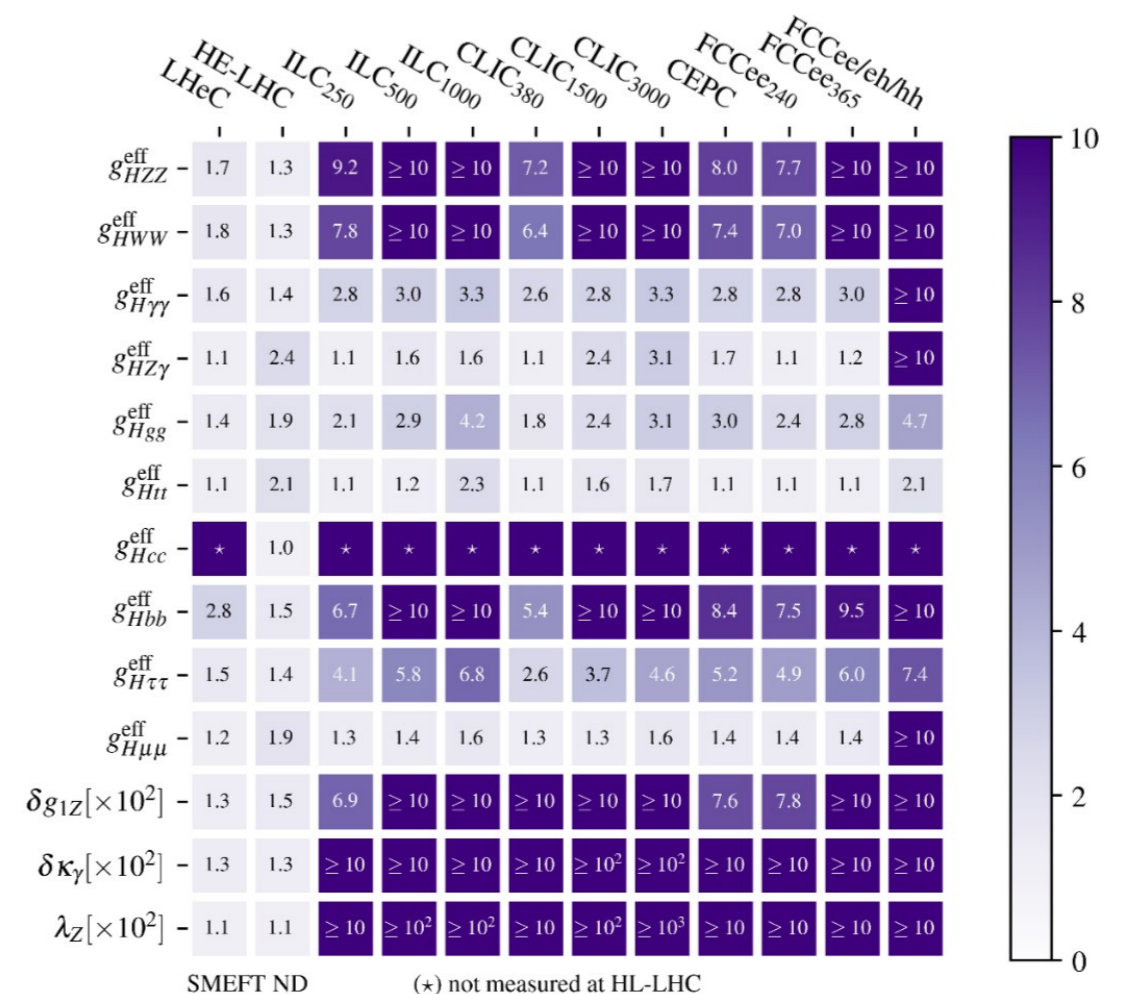 LHeC HE-LHC ILC₂₅₀ ILC₅₀₀ ILC₁₀₀₀ CLIC₃₈₀ CLIC₁₅₀₀ CLIC₃₀₀₀ CEPC FCCee₂₄₀ FCCee₃₆₅ FCCee/eh/hh
g^eff_HZZ 1.7 1.3 9.2 ≥ 10 ≥ 10 7.2 ≥ 10 ≥ 10 8.0 7.7 ≥ 10 ≥ 10
g^eff_HWW 1.8 1.3 7.8 ≥ 10 ≥ 10 6.4 ≥ 10 ≥ 10 7.4 7.0 ≥ 10 ≥ 10
g^eff_Hγγ 1.6 1.4 2.8 3.0 3.3 2.6 2.8 3.3 2.8 2.8 3.0 ≥ 10
g^eff_HZγ 1.1 2.4 1.1 1.6 1.6 1.1 2.4 3.1 1.7 1.1 1.2 ≥ 10
g^eff_Hgg 1.4 1.9 2.1 2.9 4.2 1.8 2.4 3.1 3.0 2.4 2.8 4.7
g^eff_Htt 1.1 2.1 1.1 1.2 2.3 1.1 1.6 1.7 1.1 1.1 1.1 2.1
g^eff_Hcc ⋆ 1.0 ⋆ ⋆ ⋆ ⋆ ⋆ ⋆ ⋆ ⋆ ⋆ ⋆
g^eff_Hbb 2.8 1.5 6.7 ≥ 10 ≥ 10 5.4 ≥ 10 ≥ 10 8.4 7.5 9.5 ≥ 10
g^eff_Hττ 1.5 1.4 4.1 5.8 6.8 2.6 3.7 4.6 5.2 4.9 6.0 7.4
g^eff_Hμμ 1.2 1.9 1.3 1.4 1.6 1.3 1.3 1.6 1.4 1.4 1.4 ≥ 10
δg₁Z[×10²] 1.3 1.5 6.9 ≥ 10 ≥ 10 ≥ 10 ≥ 10 ≥ 10 7.6 7.8 ≥ 10 ≥ 10
δκγ[×10²] 1.3 1.3 ≥ 10 ≥ 10 ≥ 10 ≥ 10 ≥ 10² ≥ 10² ≥ 10 ≥ 10 ≥ 10 ≥ 10
λZ[×10²] 1.1 1.1 ≥ 10 ≥ 10² ≥ 10² ≥ 10 ≥ 10² ≥ 10³ ≥ 10 ≥ 10 ≥ 10 ≥ 10
SMEFT ND (⋆) not measured at HL-LHC
10
8
6
4
2
0